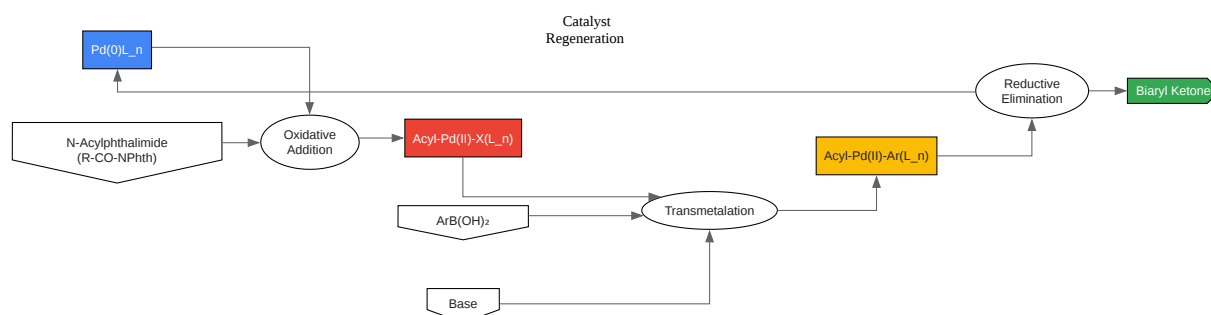 Catalyst
Regeneration
Pd(0)L_n
Reductive
Elimination
Biaryl Ketone
N-Acylphthalimide
(R-CO-NPhth)
Oxidative
Addition
Acyl-Pd(II)-X(L_n)
Acyl-Pd(II)-Ar(L_n)
ArB(OH)₂
Transmetalation
Base